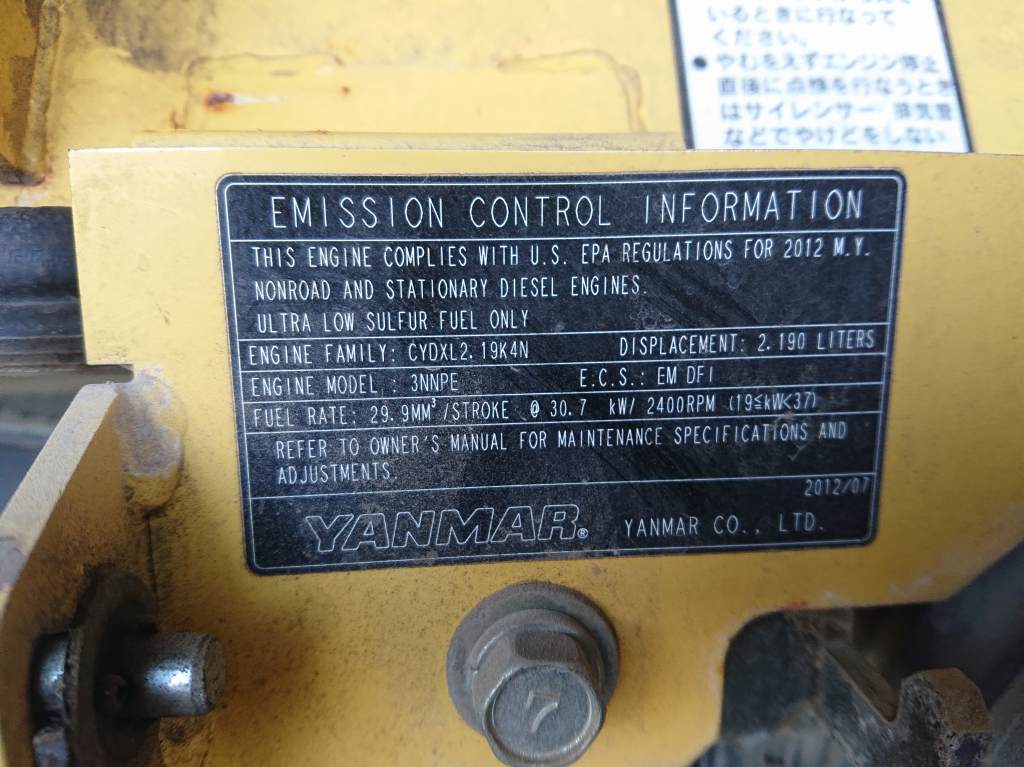 いるときに行なって
ください。
●やむをえずエンジン停止
直後に点検を行なうとき
はサイレンサー、排気管
などでやけどをしない
EMISSION CONTROL INFORMATION
THIS ENGINE COMPLIES WITH U.S. EPA REGULATIONS FOR 2012 M.Y.
NONROAD AND STATIONARY DIESEL ENGINES.
ULTRA LOW SULFUR FUEL ONLY
ENGINE FAMILY: CYDXL2.19K4N DISPLACEMENT: 2.190 LITERS
ENGINE MODEL : 3NNPE E.C.S.: EM DFI
FUEL RATE: 29.9MM³/STROKE @ 30.7 kW/ 2400RPM (19≤kW<37)
REFER TO OWNER'S MANUAL FOR MAINTENANCE SPECIFICATIONS AND
ADJUSTMENTS.
2012/07
YANMAR® YANMAR CO., LTD.
7